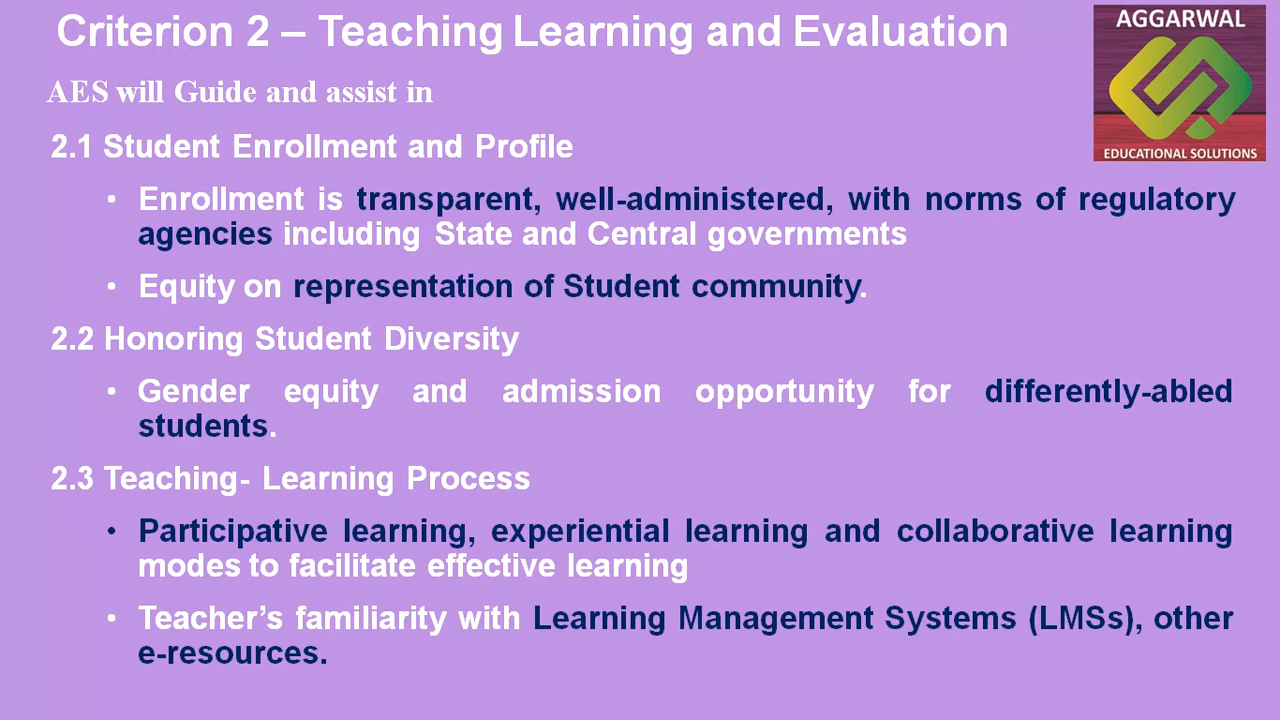 Criterion 2 – Teaching Learning and Evaluation
AGGARWAL
EDUCATIONAL SOLUTIONS
AES will Guide and assist in
2.1 Student Enrollment and Profile
• Enrollment is transparent, well-administered, with norms of regulatory
agencies including State and Central governments
• Equity on representation of Student community.
2.2 Honoring Student Diversity
• Gender equity and admission opportunity for differently-abled
students.
2.3 Teaching- Learning Process
• Participative learning, experiential learning and collaborative learning
modes to facilitate effective learning
• Teacher’s familiarity with Learning Management Systems (LMSs), other
e-resources.